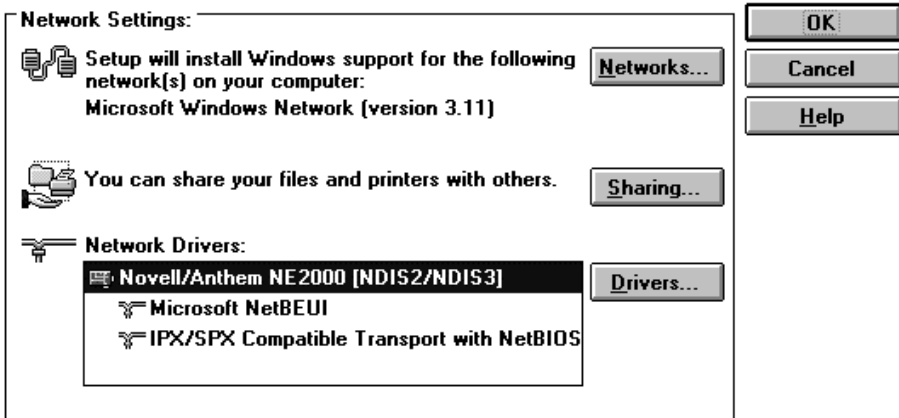 Network Settings:
OK
Setup will install Windows support for the following
network(s) on your computer:
Networks...
Cancel
Microsoft Windows Network (version 3.11)
Help
You can share your files and printers with others.
Sharing...
Network Drivers:
Novell/Anthem NE2000 [NDIS2/NDIS3]
Drivers...
Microsoft NetBEUI
IPX/SPX Compatible Transport with NetBIOS